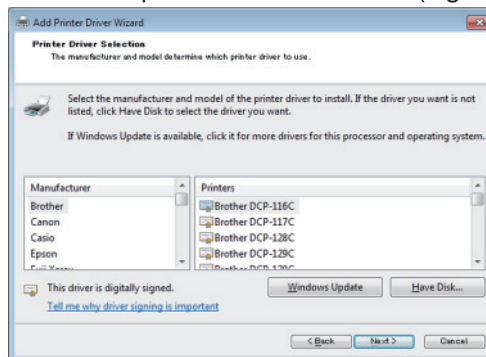 Add Printer Driver Wizard
Printer Driver Selection
The manufacturer and model determine which printer driver to use.
Select the manufacturer and model of the printer driver to install. If the driver you want is not
listed, click Have Disk to select the driver you want.
If Windows Update is available, click it for more drivers for this processor and operating system.
Manufacturer
Printers
Brother
Brother DCP-116C
Canon
Brother DCP-117C
Casio
Brother DCP-128C
Epson
Brother DCP-129C
This driver is digitally signed.
Windows Update
Have Disk...
Tell me why driver signing is important
< Back
Next >
Cancel